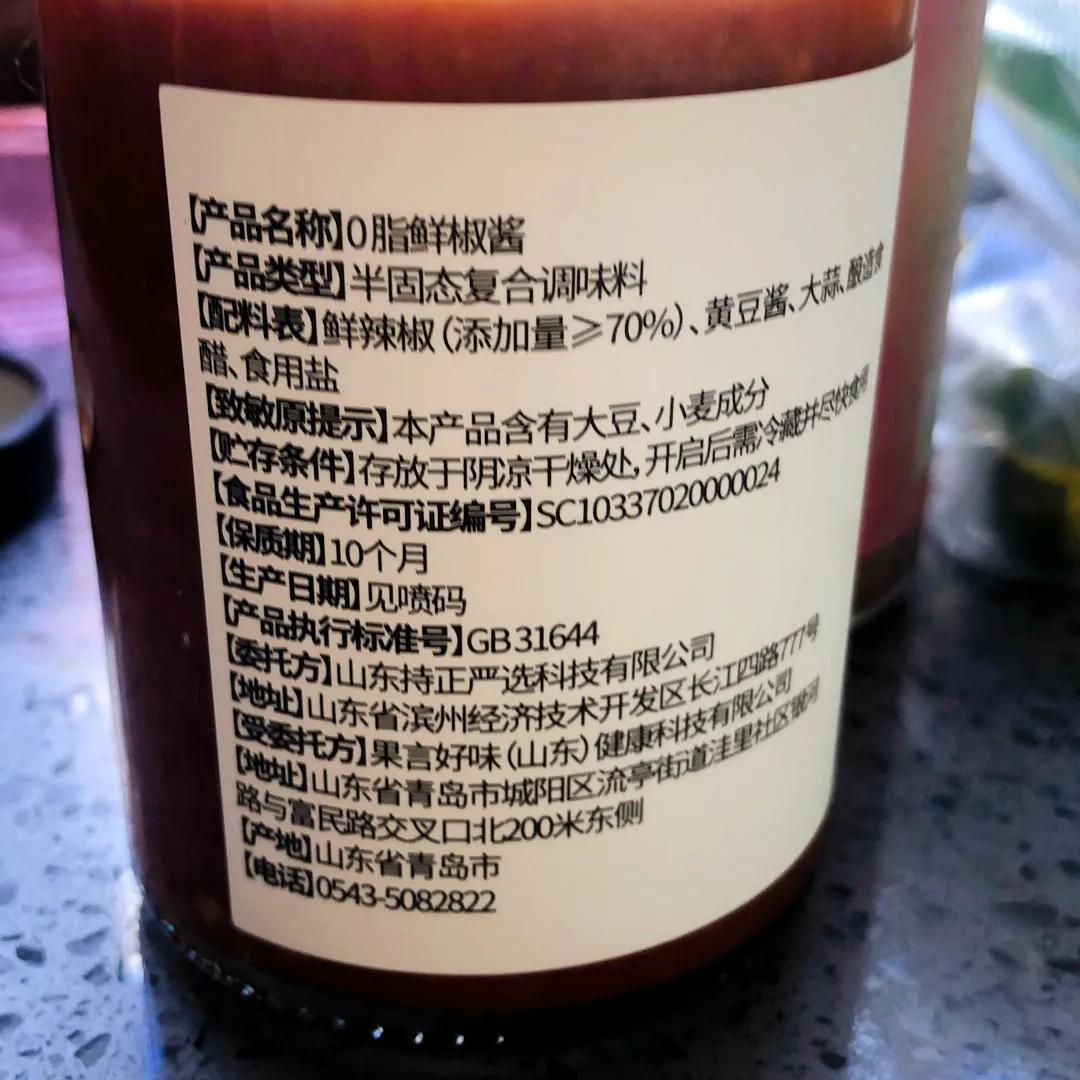 【产品名称】0脂鲜椒酱
【产品类型】半固态复合调味料
【配料表】鲜辣椒(添加量≥70%)、黄豆酱、大蒜、酿造食
醋、食用盐
【致敏原提示】本产品含有大豆、小麦成分
【贮存条件】存放于阴凉干燥处,开启后需冷藏并尽快食用
【食品生产许可证编号】SC10337020000024
【保质期】10个月
【生产日期】见喷码
【产品执行标准号】GB 31644
【委托方】山东持正严选科技有限公司
【地址】山东省滨州经济技术开发区长江四路777号
【受委托方】果言好味(山东)健康科技有限公司
【地址】山东省青岛市城阳区流亭街道洼里社区银河
路与富民路交叉口北200米东侧
【产地】山东省青岛市
【电话】0543-5082822